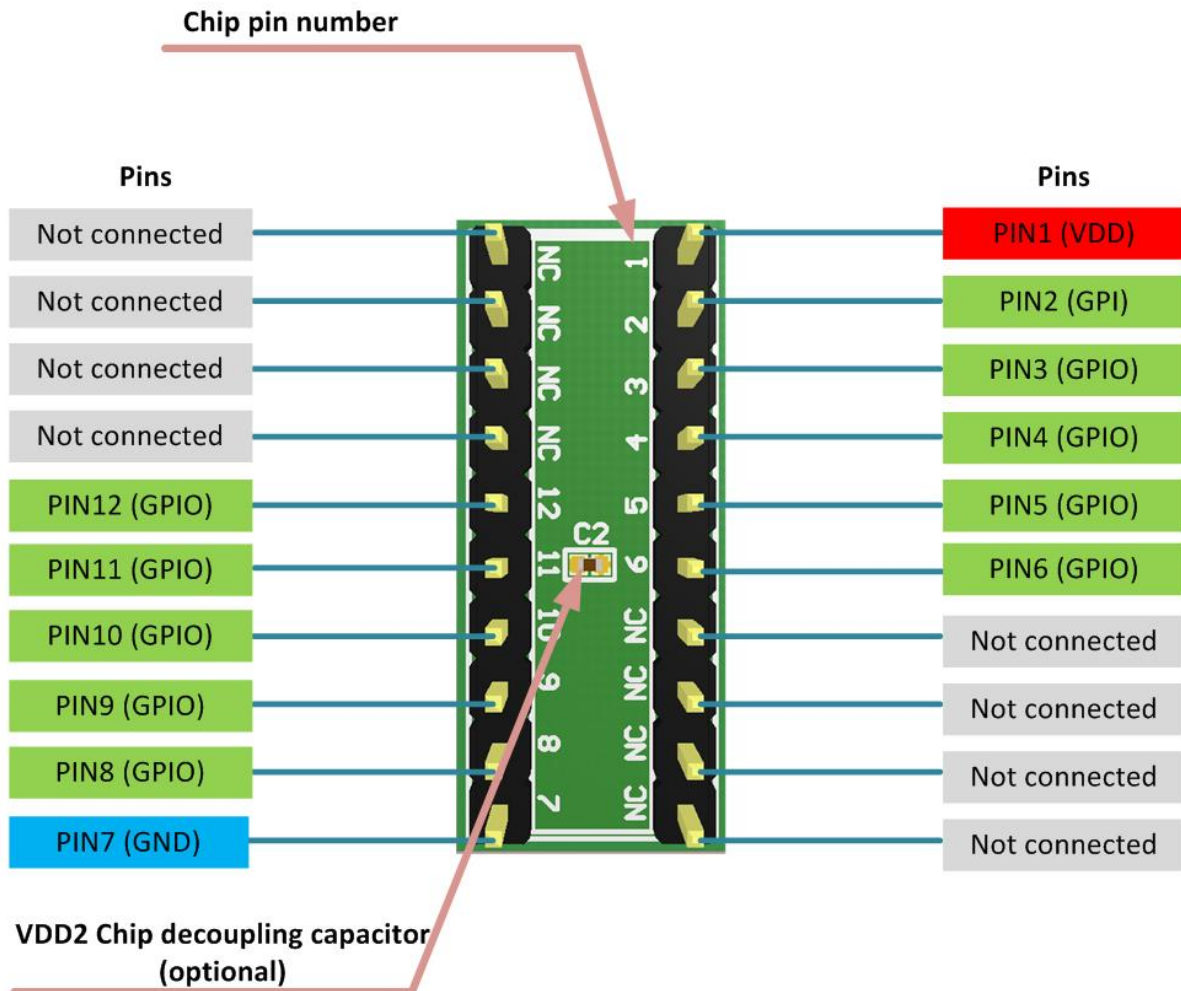 Chip pin number
Pins
Pins
Not connected
Not connected
Not connected
Not connected
PIN12 (GPIO)
PIN11 (GPIO)
PIN10 (GPIO)
PIN9 (GPIO)
PIN8 (GPIO)
PIN7 (GND)
NC
NC
NC
NC
12
11
10
9
8
7
C2
1
2
3
4
5
6
NC
NC
NC
NC
PIN1 (VDD)
PIN2 (GPI)
PIN3 (GPIO)
PIN4 (GPIO)
PIN5 (GPIO)
PIN6 (GPIO)
Not connected
Not connected
Not connected
Not connected
VDD2 Chip decoupling capacitor
(optional)